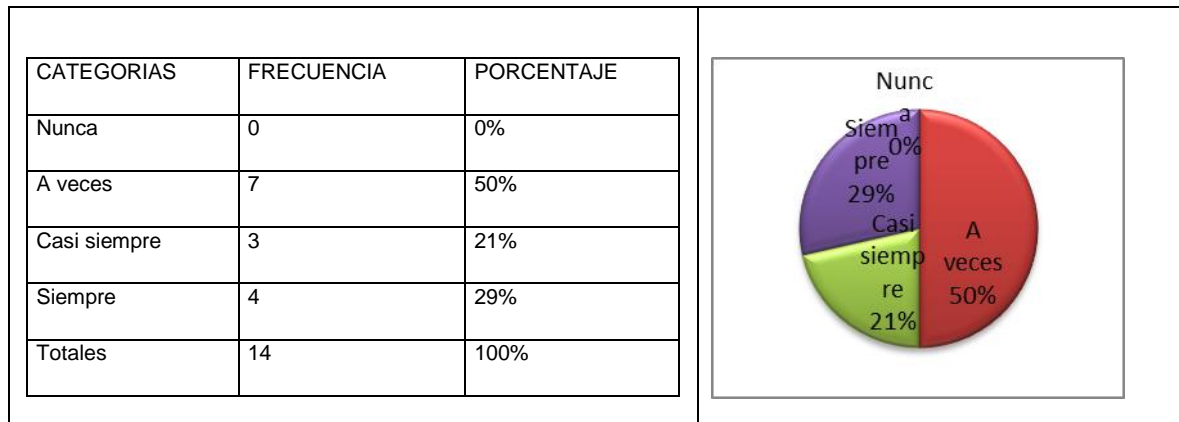 CATEGORIAS FRECUENCIA PORCENTAJE
Nunca 0 0%
A veces 7 50%
Casi siempre 3 21%
Siempre 4 29%
Totales 14 100%
Nunc
a
0%
Siem
pre
29%
Casi
siemp
re
21%
A
veces
50%